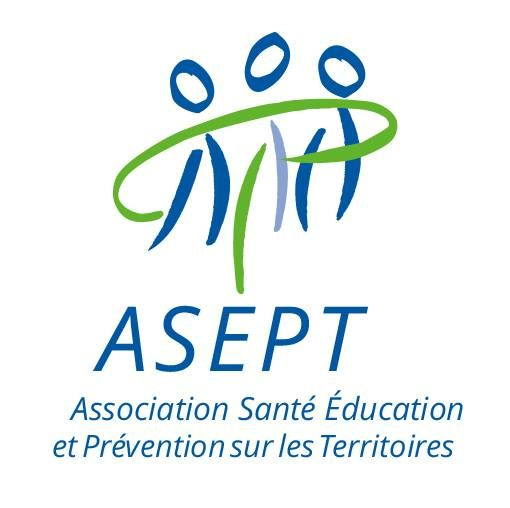 ASEPT
Association Santé Éducation
et Prévention sur les Territoires